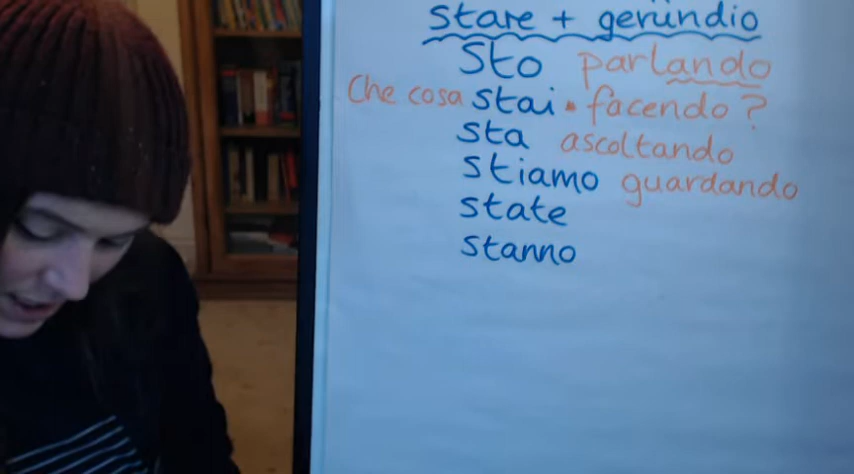 stare + gerundio
Sto parlando
Che cosa stai facendo?
sta ascoltando
stiamo guardando
state
stanno